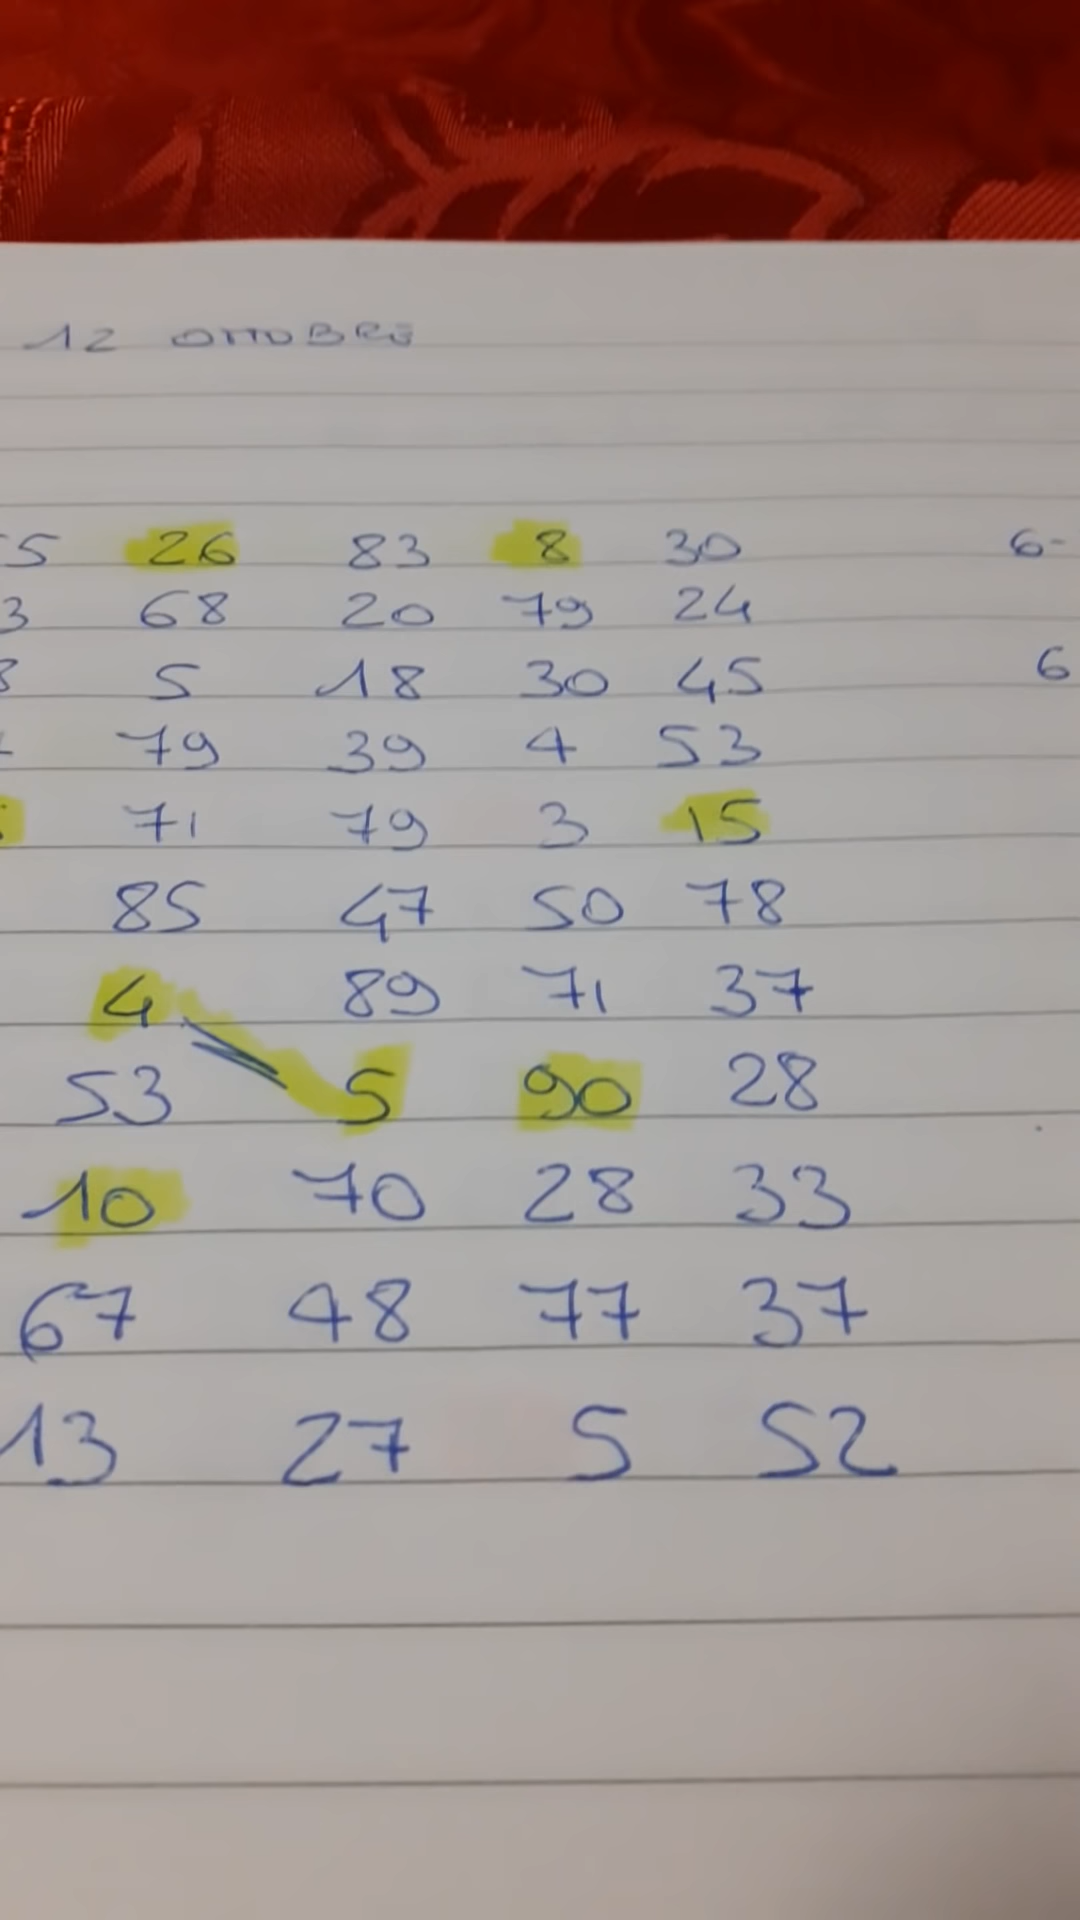 12 OTTOBRE
5 26 83 8 30 6-
3 68 20 79 24
5 18 30 45 6
79 39 4 53
71 79 3 15
85 47 50 78
4 89 71 37
53 5 90 28
10 70 28 33
67 48 77 37
13 27 5 52